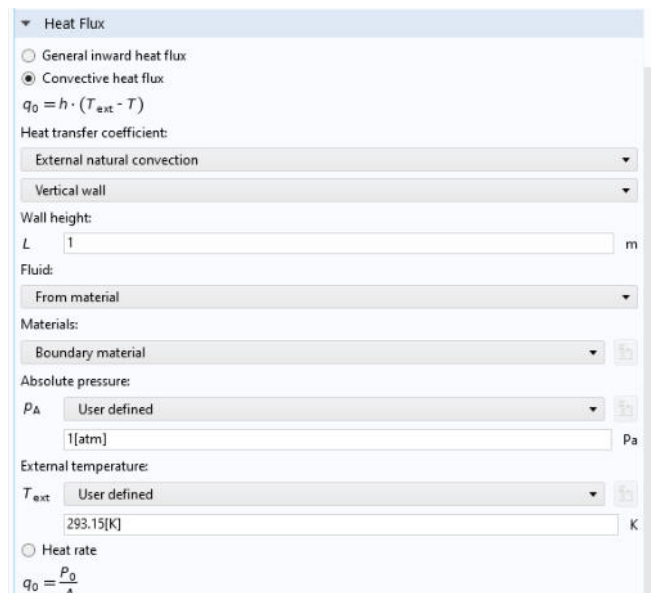 Heat Flux
General inward heat flux
Convective heat flux
q₀ = h · (Text - T)
Heat transfer coefficient:
External natural convection
Vertical wall
Wall height:
L 1 m
Fluid:
From material
Materials:
Boundary material
Absolute pressure:
pA User defined
1[atm] Pa
External temperature:
Text User defined
293.15[K] K
Heat rate
q₀ = P₀